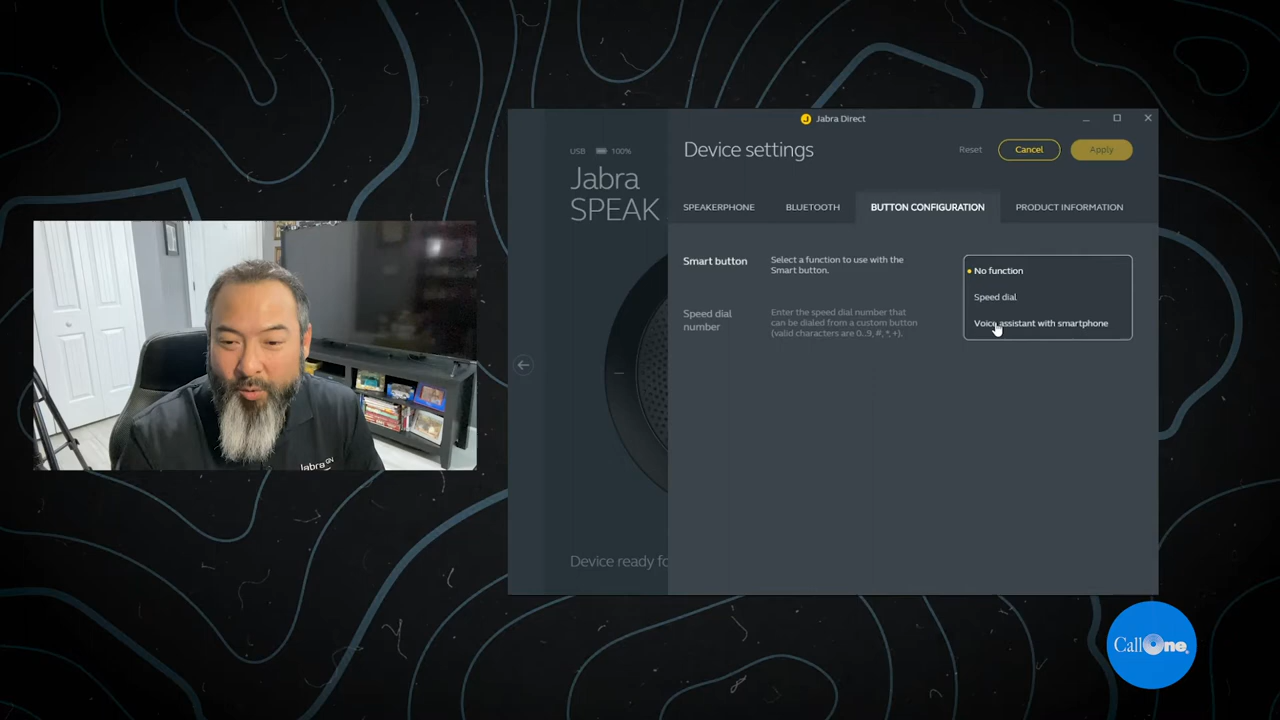 Jabra Direct
USB 100%
Jabra
SPEAK
Device settings
Reset
Cancel
Apply
SPEAKERPHONE
BLUETOOTH
BUTTON CONFIGURATION
PRODUCT INFORMATION
Smart button
Select a function to use with the
Smart button.
No function
Speed dial
Voice assistant with smartphone
Speed dial
number
Enter the speed dial number that
can be dialed from a custom button
(valid characters are 0..9, #, *, +).
Device ready fo
Jabra GN
CallOne